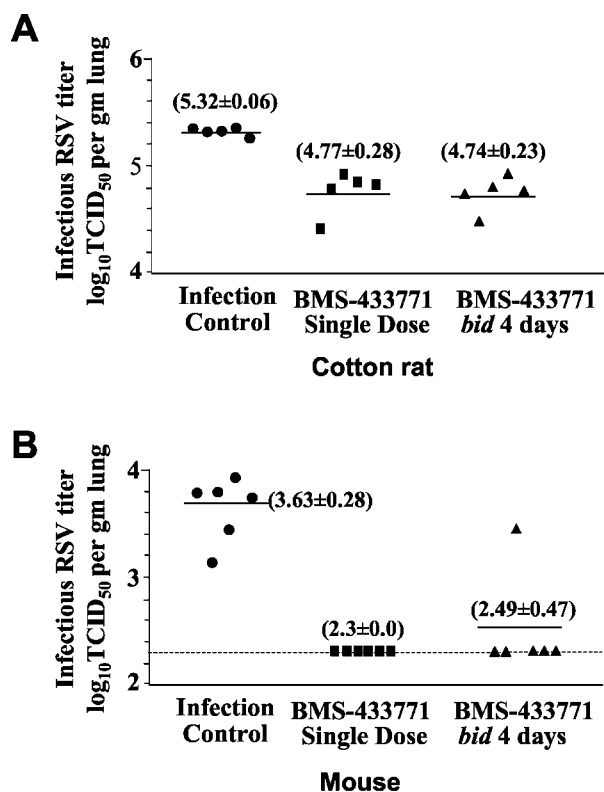 A
Infectious RSV titer
log₁₀TCID₅₀ per gm lung
6
5
4
(5.32±0.06)
(4.77±0.28)
(4.74±0.23)
Infection
Control
BMS-433771
Single Dose
BMS-433771
bid 4 days
Cotton rat
B
Infectious RSV titer
log₁₀TCID₅₀ per gm lung
4
3
2
(3.63±0.28)
(2.3±0.0)
(2.49±0.47)
Infection
Control
BMS-433771
Single Dose
BMS-433771
bid 4 days
Mouse